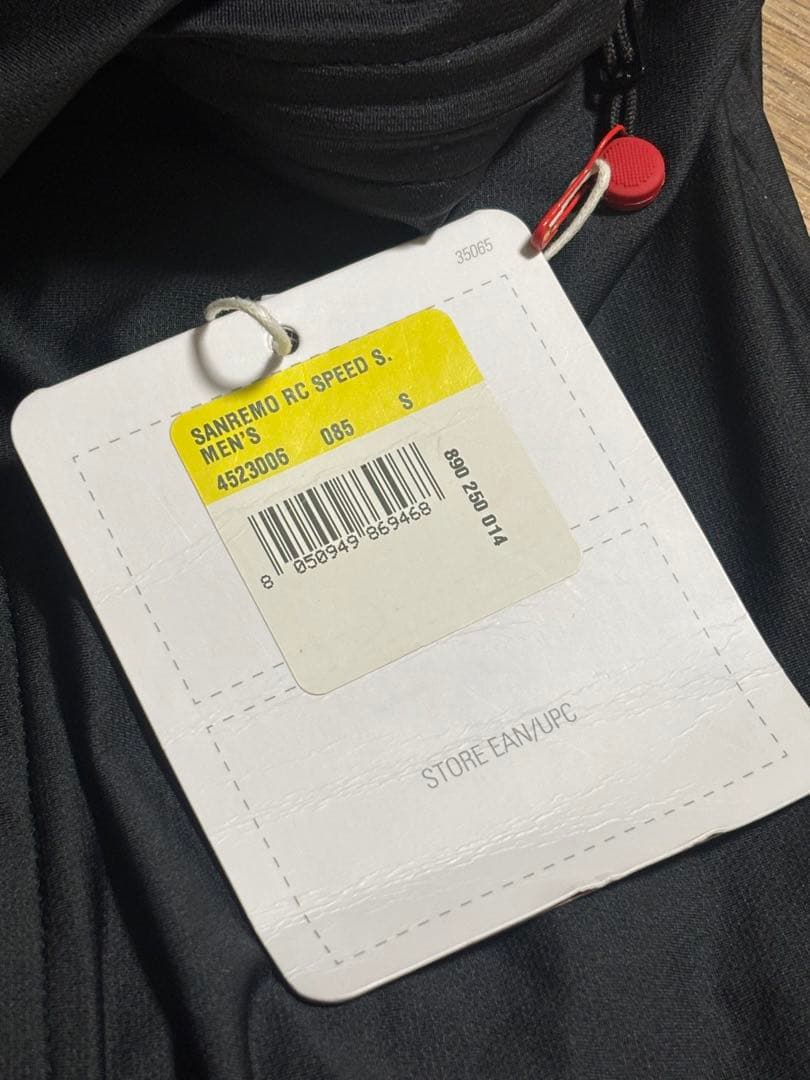 35065
SANREMO RC SPEED S.
MEN'S
4523006 085 S
8 050949 869468
890 250 014
STORE EAN/UPC